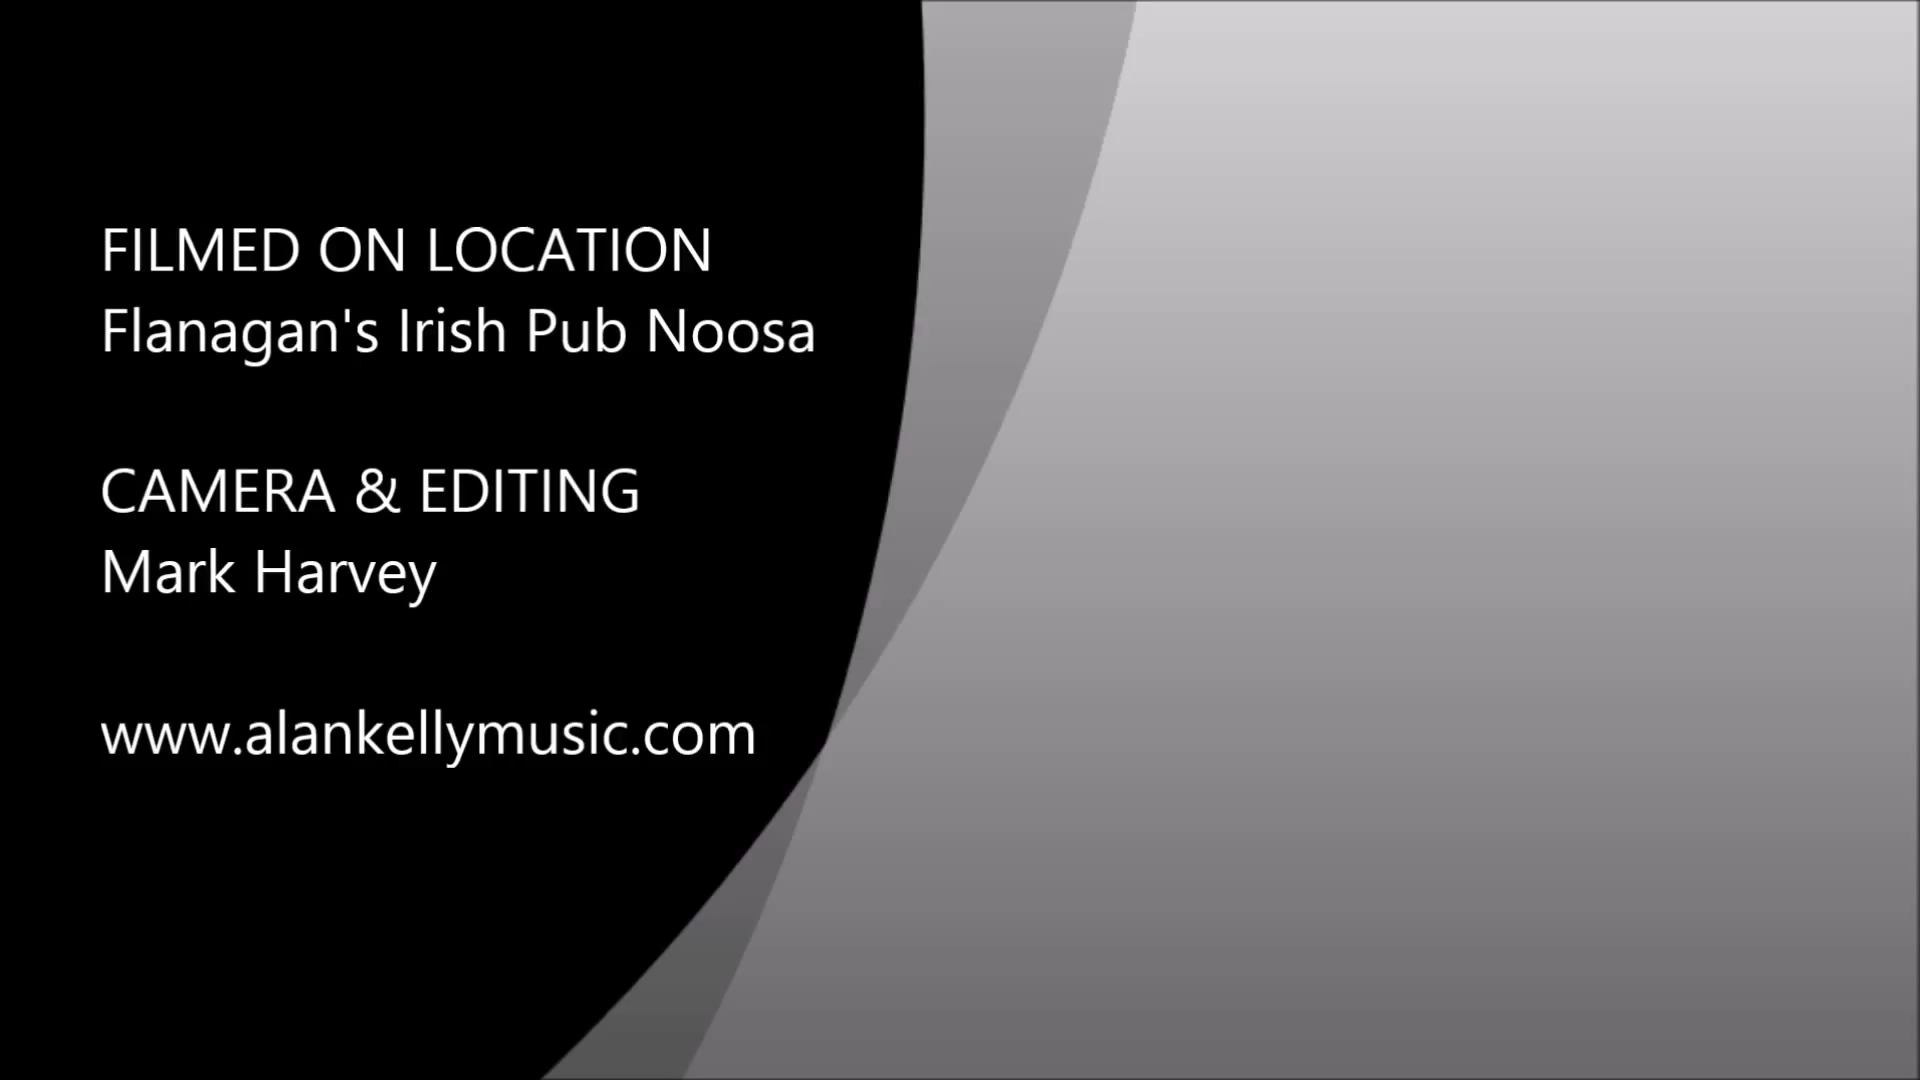 FILMED ON LOCATION
Flanagan's Irish Pub Noosa
CAMERA & EDITING
Mark Harvey
www.alankellymusic.com